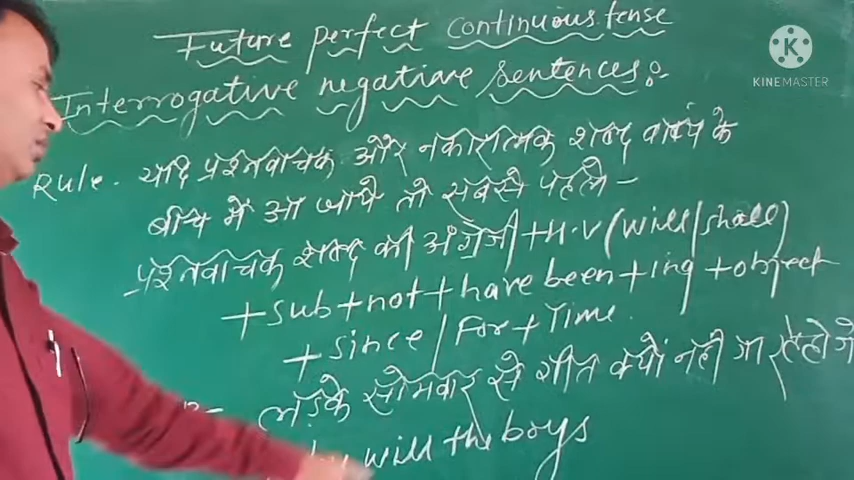 Future perfect continuous tense
Interrogative negative sentences:-
KINEMASTER
Rule. यदि प्रश्नवाचक और नकारात्मक शब्द वाक्य के
बीच में आ जाये तो सबसे पहले -
प्रश्नवाचक शब्द की अंग्रेजी + H.V (will/shall)
+ sub + not + have been + ing + object
+ since / For + Time.
लड़के सोमवार से गीत क्यों नहीं गा रहे होगे
will the boys